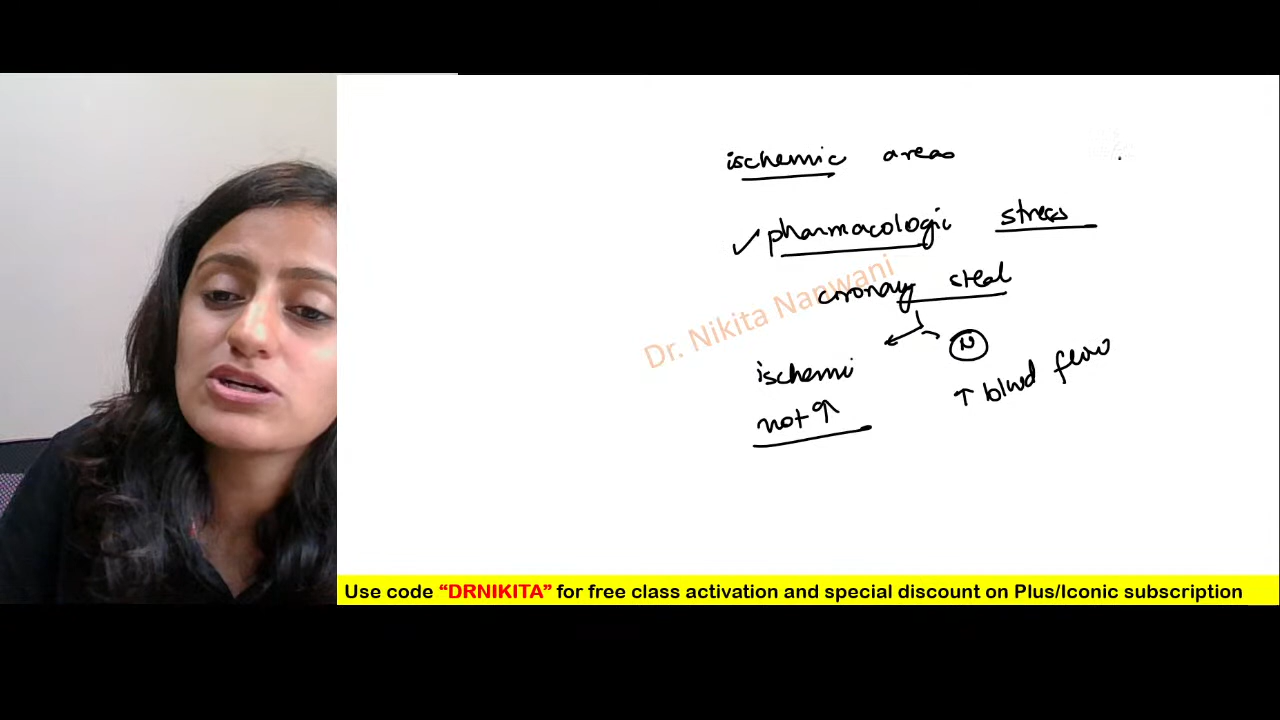 ischemic areas
✓ pharmacologic stress
Dr. Nikita Nanwani
coronary steal
N
ischemi
↑ blood flow
not ↑
Use code “DRNIKITA” for free class activation and special discount on Plus/Iconic subscription